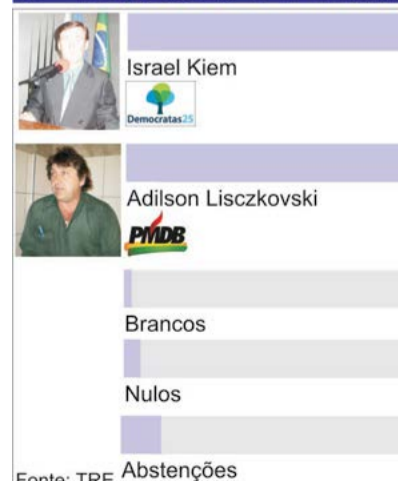 Israel Kiem
Democratas25
Adilson Lisczkovski
PMDB
Brancos
Nulos
Abstenções
Fonte: TRE